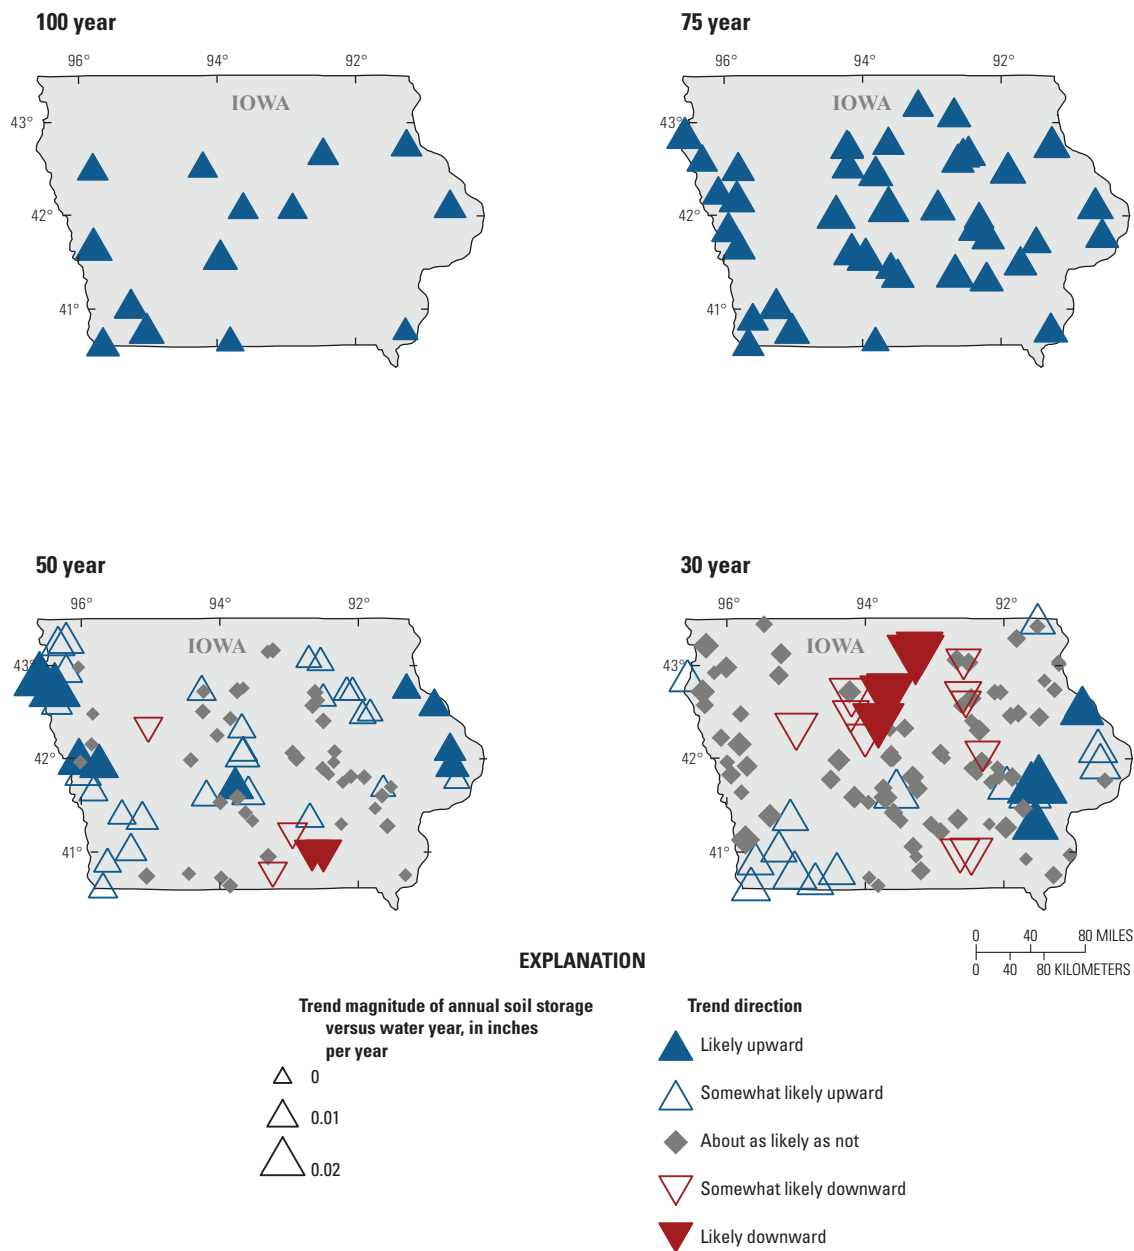 100 year
96°
94°
92°
IOWA
43°
42°
41°
75 year
96°
94°
92°
IOWA
43°
42°
41°
50 year
96°
94°
92°
IOWA
43°
42°
41°
30 year
96°
94°
92°
IOWA
43°
42°
41°
0 40 80 MILES
0 40 80 KILOMETERS
EXPLANATION
Trend magnitude of annual soil storage
versus water year, in inches
per year
0
0.01
0.02
Trend direction
Likely upward
Somewhat likely upward
About as likely as not
Somewhat likely downward
Likely downward